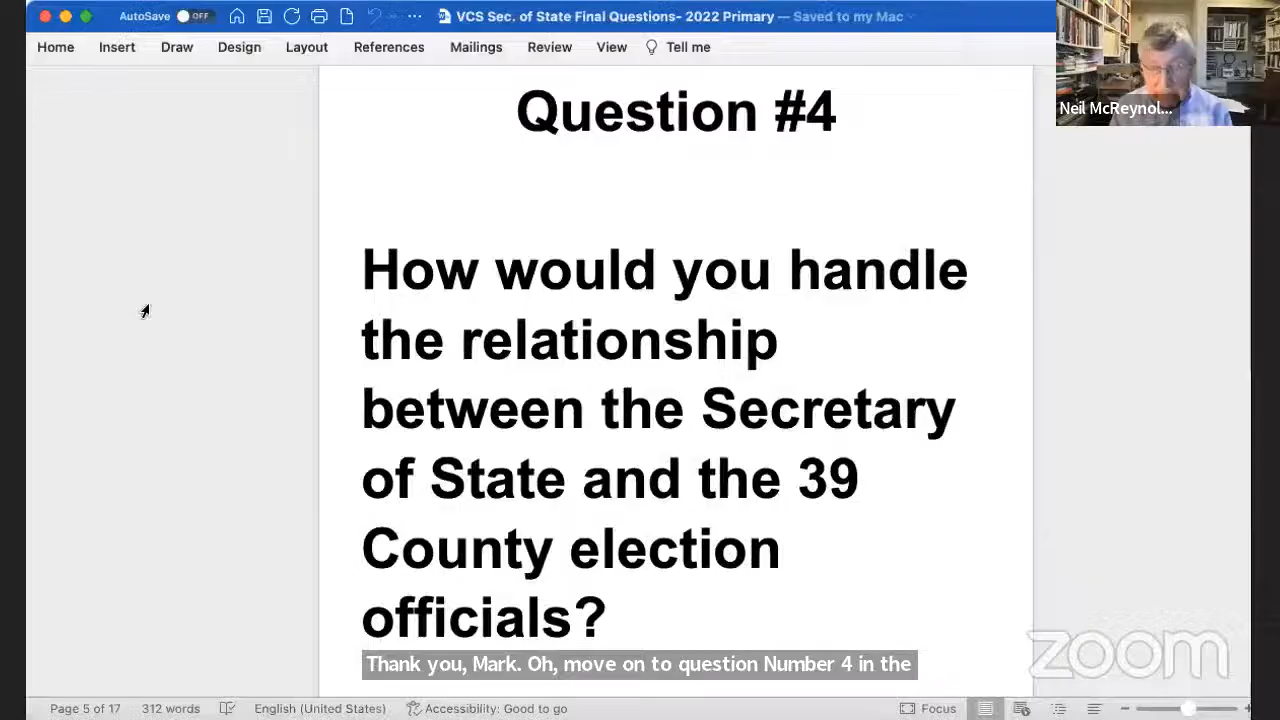 AutoSave OFF VCS Sec. of State Final Questions- 2022 Primary — Saved to my Mac
Home Insert Draw Design Layout References Mailings Review View Tell me
Neil McReynol...
Question #4
How would you handle
the relationship
between the Secretary
of State and the 39
County election
officials?
Thank you, Mark. Oh, move on to question Number 4 in the
zoom
Page 5 of 17 312 words English (United States) Accessibility: Good to go Focus